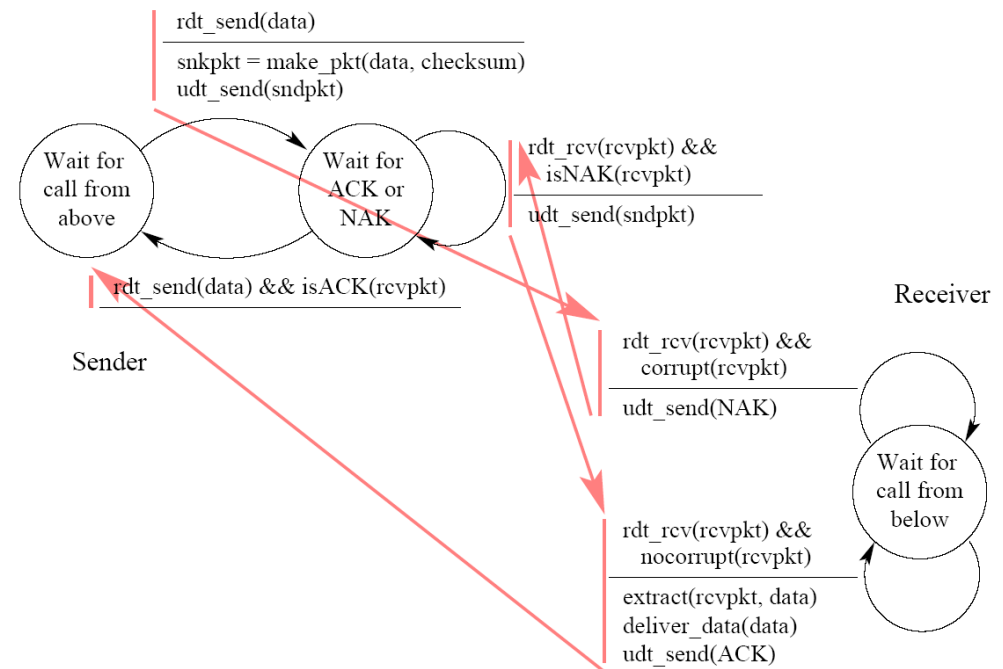 rdt_send(data)
snkpkt = make_pkt(data, checksum)
udt_send(sndpkt)
Wait for
call from
above
Wait for
ACK or
NAK
rdt_rcv(rcvpkt) &&
isNAK(rcvpkt)
udt_send(sndpkt)
rdt_send(data) && isACK(rcvpkt)
Sender
Receiver
rdt_rcv(rcvpkt) &&
corrupt(rcvpkt)
udt_send(NAK)
Wait for
call from
below
rdt_rcv(rcvpkt) &&
nocorrupt(rcvpkt)
extract(rcvpkt, data)
deliver_data(data)
udt_send(ACK)